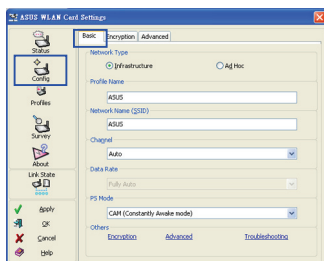 ASUS WLAN Card Settings
Status
Config
Profiles
Survey
About
Link State
Apply
OK
Cancel
Help
Basic Encryption Advanced
Network Type
Infrastructure Ad Hoc
Profile Name
ASUS
Network Name (SSID)
ASUS
Channel
Auto
Data Rate
Fully Auto
PS Mode
CAM (Constantly Awake mode)
Others
Encryption Advanced Troubleshooting